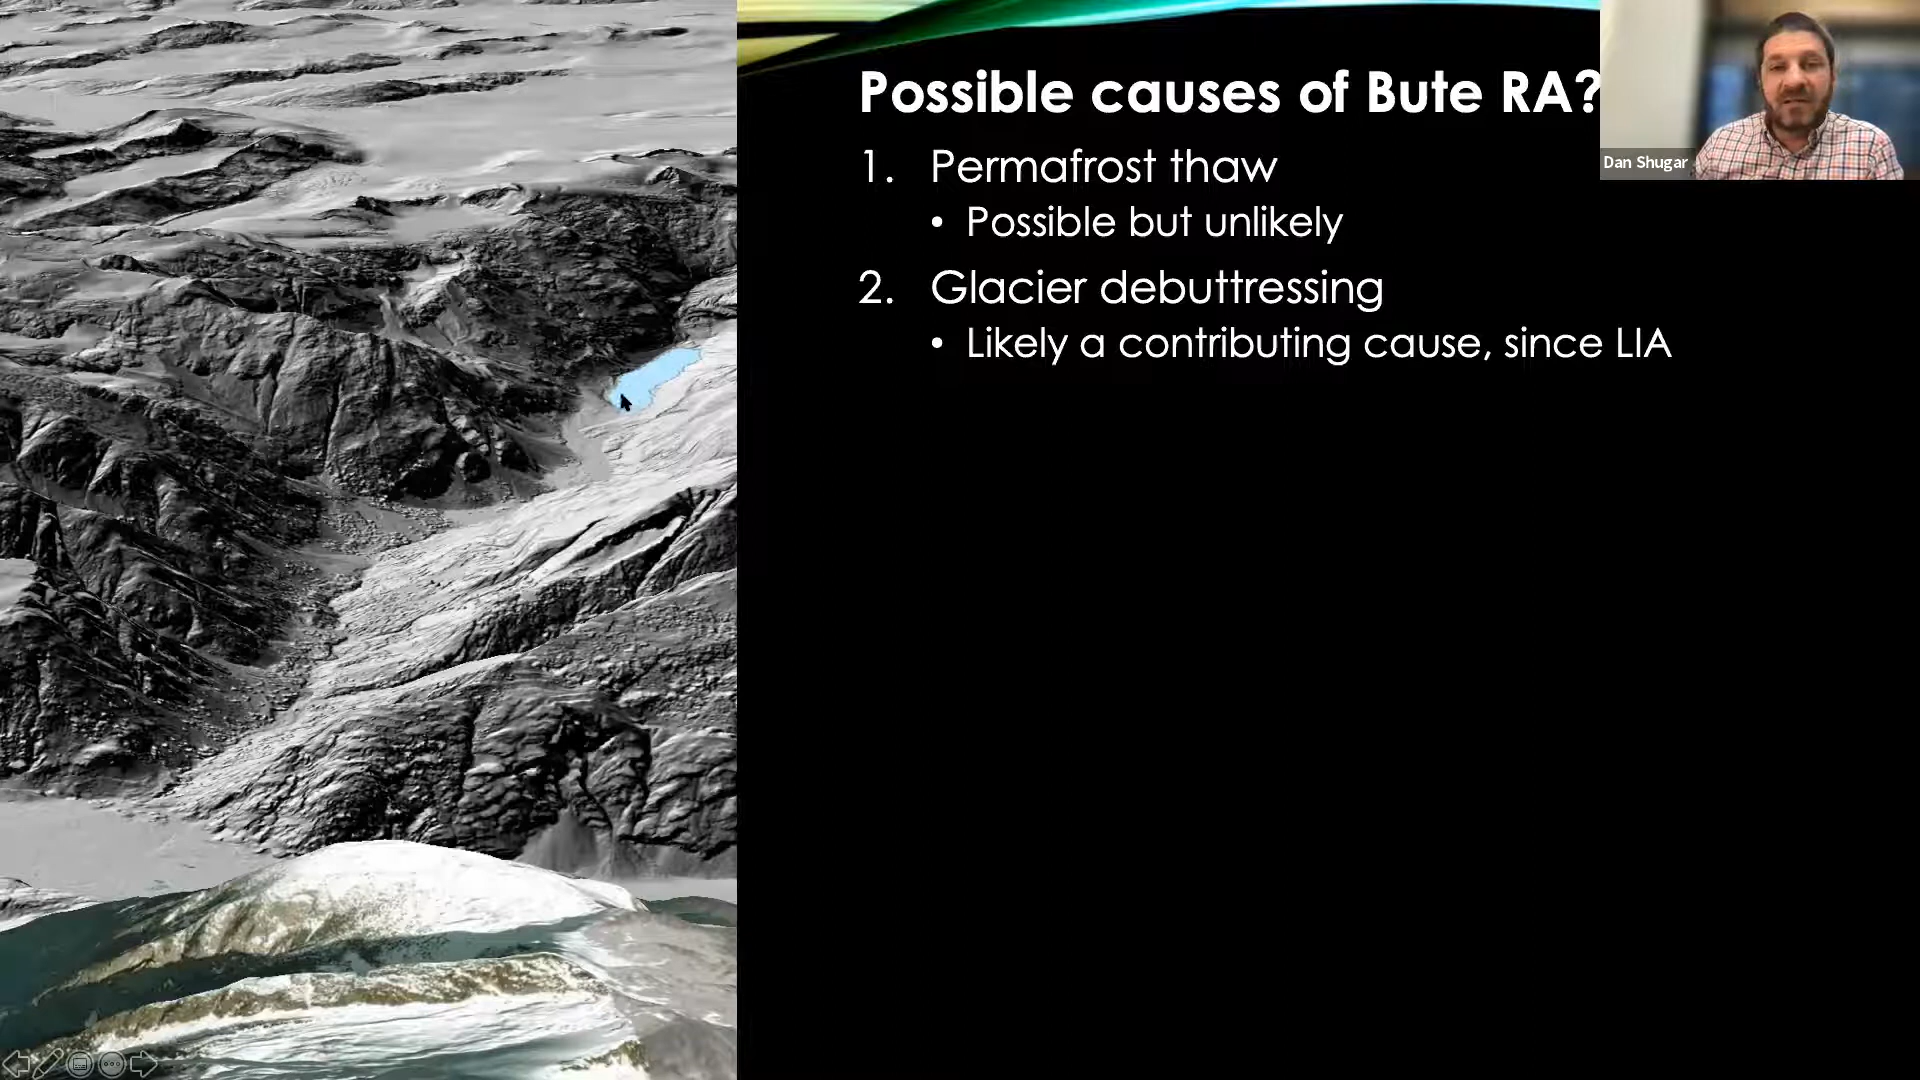 Possible causes of Bute RA?
Dan Shugar
1. Permafrost thaw
• Possible but unlikely
2. Glacier debuttressing
• Likely a contributing cause, since LIA